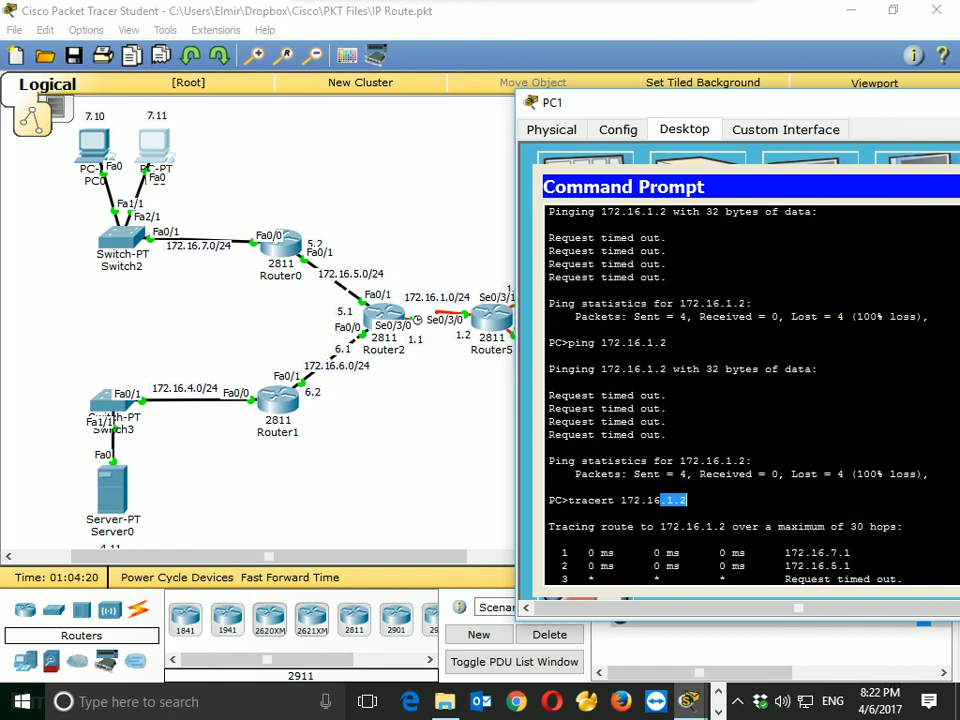 Cisco Packet Tracer Student - C:\Users\Elmir\Dropbox\Cisco\PKT Files\IP Route.pkt
File Edit Options View Tools Extensions Help
Logical [Root] New Cluster Move Object Set Tiled Background Viewport
7.10
7.11
PC-PT
PC0
Fa0
Fa0
Fa1/1
Fa2/1
Fa0/1
Switch-PT
Switch2
172.16.7.0/24
Fa0/0
5.2
Fa0/1
2811
Router0
172.16.5.0/24
Fa0/1
172.16.1.0/24
Se0/3/1
5.1
Fa0/0
Se0/3/0
Se0/3/0
1.1
1.2
2811
Router2
2811
Router5
6.1
172.16.6.0/24
Fa0/1
6.2
172.16.4.0/24
Fa0/0
Fa0/1
2811
Router1
Switch-PT
Fa1/1
Switch3
Fa0
Server-PT
Server0
4.11
PC1
Physical Config Desktop Custom Interface
Command Prompt
Pinging 172.16.1.2 with 32 bytes of data:
Request timed out.
Request timed out.
Request timed out.
Request timed out.
Ping statistics for 172.16.1.2:
Packets: Sent = 4, Received = 0, Lost = 4 (100% loss),
PC>ping 172.16.1.2
Pinging 172.16.1.2 with 32 bytes of data:
Request timed out.
Request timed out.
Request timed out.
Request timed out.
Ping statistics for 172.16.1.2:
Packets: Sent = 4, Received = 0, Lost = 4 (100% loss),
PC>tracert 172.16.1.2
Tracing route to 172.16.1.2 over a maximum of 30 hops:
1 0 ms 0 ms 0 ms 172.16.7.1
2 0 ms 0 ms 0 ms 172.16.5.1
3 * * * Request timed out.
Time: 01:04:20 Power Cycle Devices Fast Forward Time
Routers
1841 1941 2620XM 2621XM 2811 2901
2911
Scenar
New Delete
Toggle PDU List Window
Type here to search
ENG
8:22 PM
4/6/2017